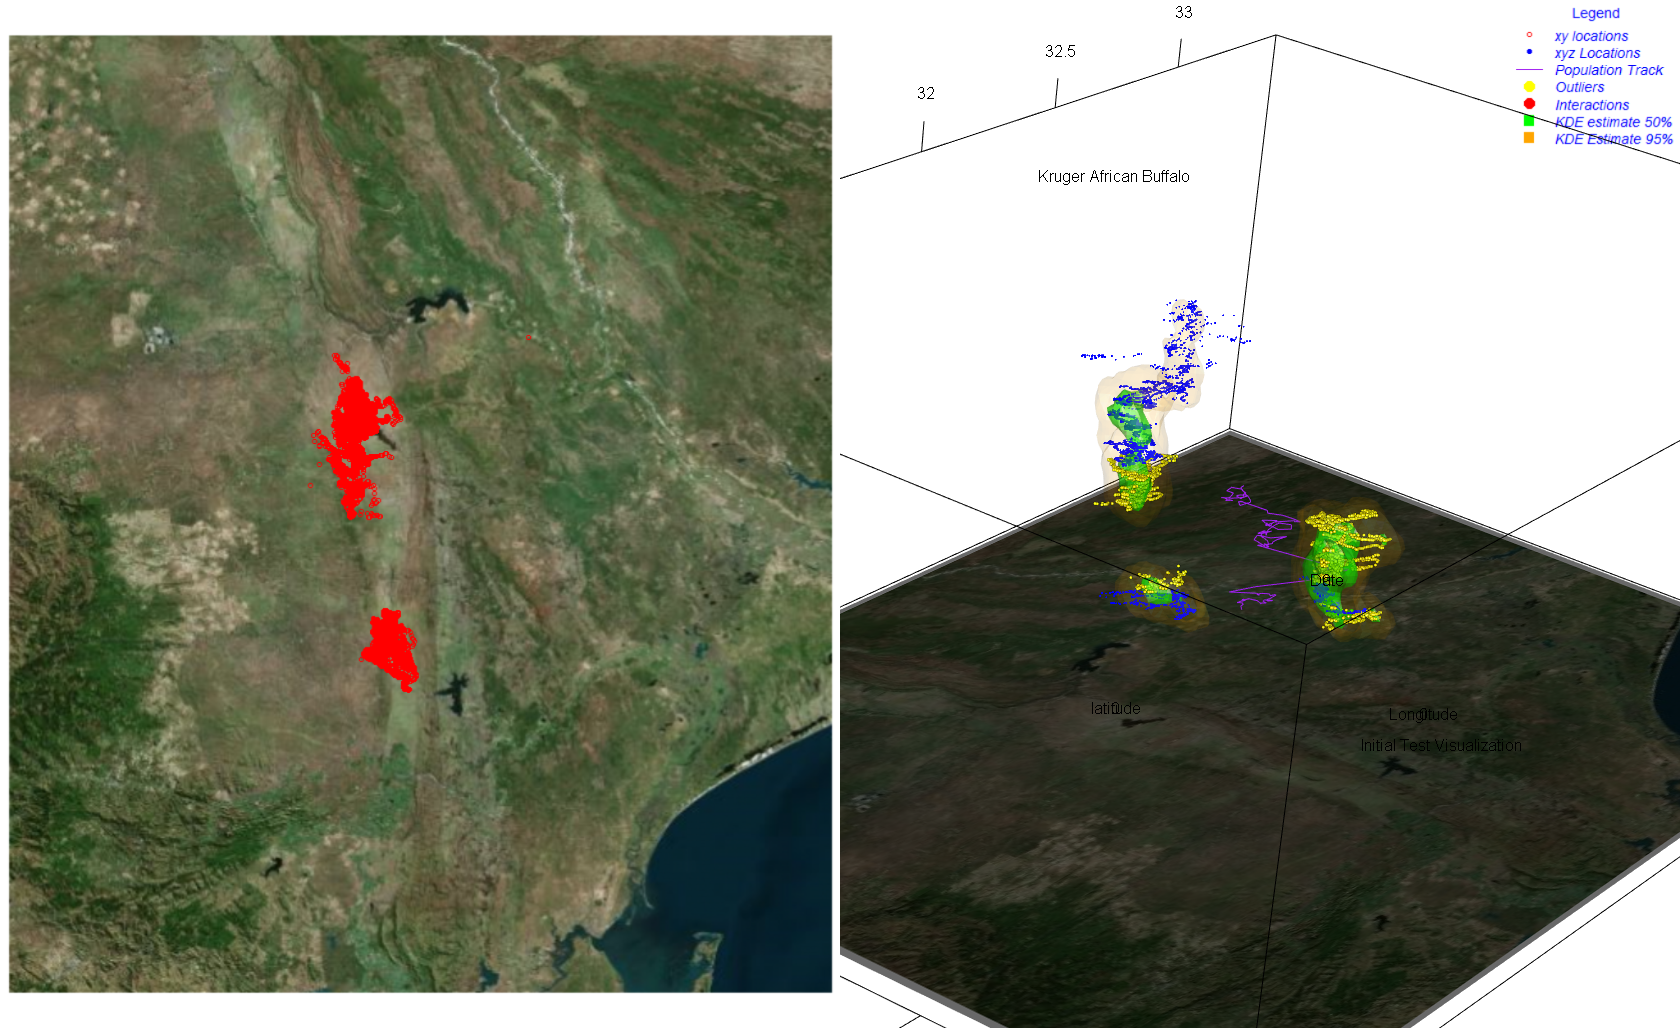 33
32.5
32
Legend
xy locations
xyz Locations
Population Track
Outliers
Interactions
KDE estimate 50%
KDE Estimate 95%
Kruger African Buffalo
Date
latitude
Longitude
Initial Test Visualization